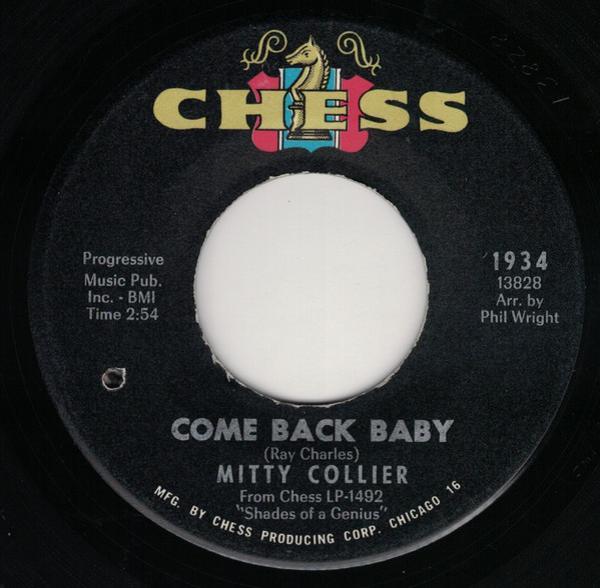 CHESS
Progressive
Music Pub.
Inc. - BMI
Time 2:54
1934
13828
Arr. by
Phil Wright
COME BACK BABY
(Ray Charles)
MITTY COLLIER
From Chess LP-1492
"Shades of a Genius"
MFG. BY CHESS PRODUCING CORP. CHICAGO 16
13828